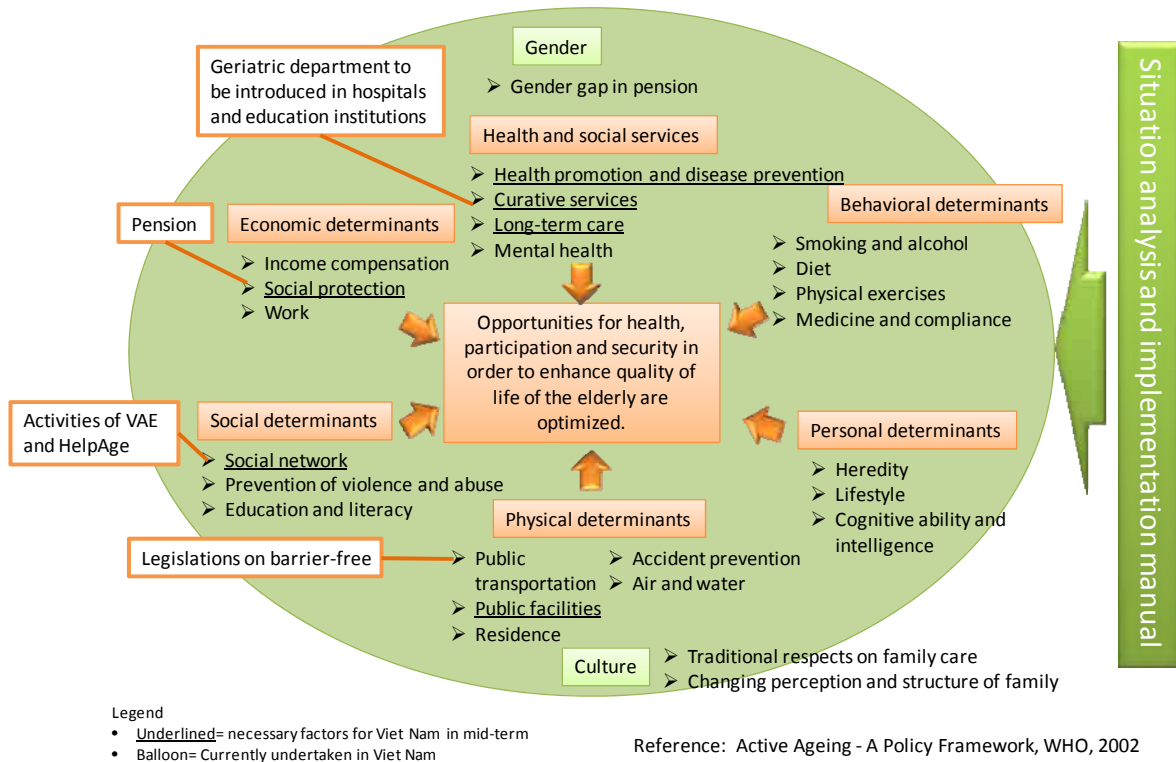 Gender
➢ Gender gap in pension
Geriatric department to
be introduced in hospitals
and education institutions
Health and social services
➢ Health promotion and disease prevention
➢ Curative services
➢ Long-term care
➢ Mental health
Pension
Economic determinants
➢ Income compensation
➢ Social protection
➢ Work
Behavioral determinants
➢ Smoking and alcohol
➢ Diet
➢ Physical exercises
➢ Medicine and compliance
Opportunities for health,
participation and security in
order to enhance quality of
life of the elderly are
optimized.
Activities of VAE
and HelpAge
Social determinants
➢ Social network
➢ Prevention of violence and abuse
➢ Education and literacy
Personal determinants
➢ Heredity
➢ Lifestyle
➢ Cognitive ability and
intelligence
Physical determinants
Legislations on barrier-free
➢ Public
transportation
➢ Public facilities
➢ Residence
➢ Accident prevention
➢ Air and water
Culture
➢ Traditional respects on family care
➢ Changing perception and structure of family
Situation analysis and implementation manual
Legend
• Underlined= necessary factors for Viet Nam in mid-term
• Balloon= Currently undertaken in Viet Nam
Reference: Active Ageing - A Policy Framework, WHO, 2002